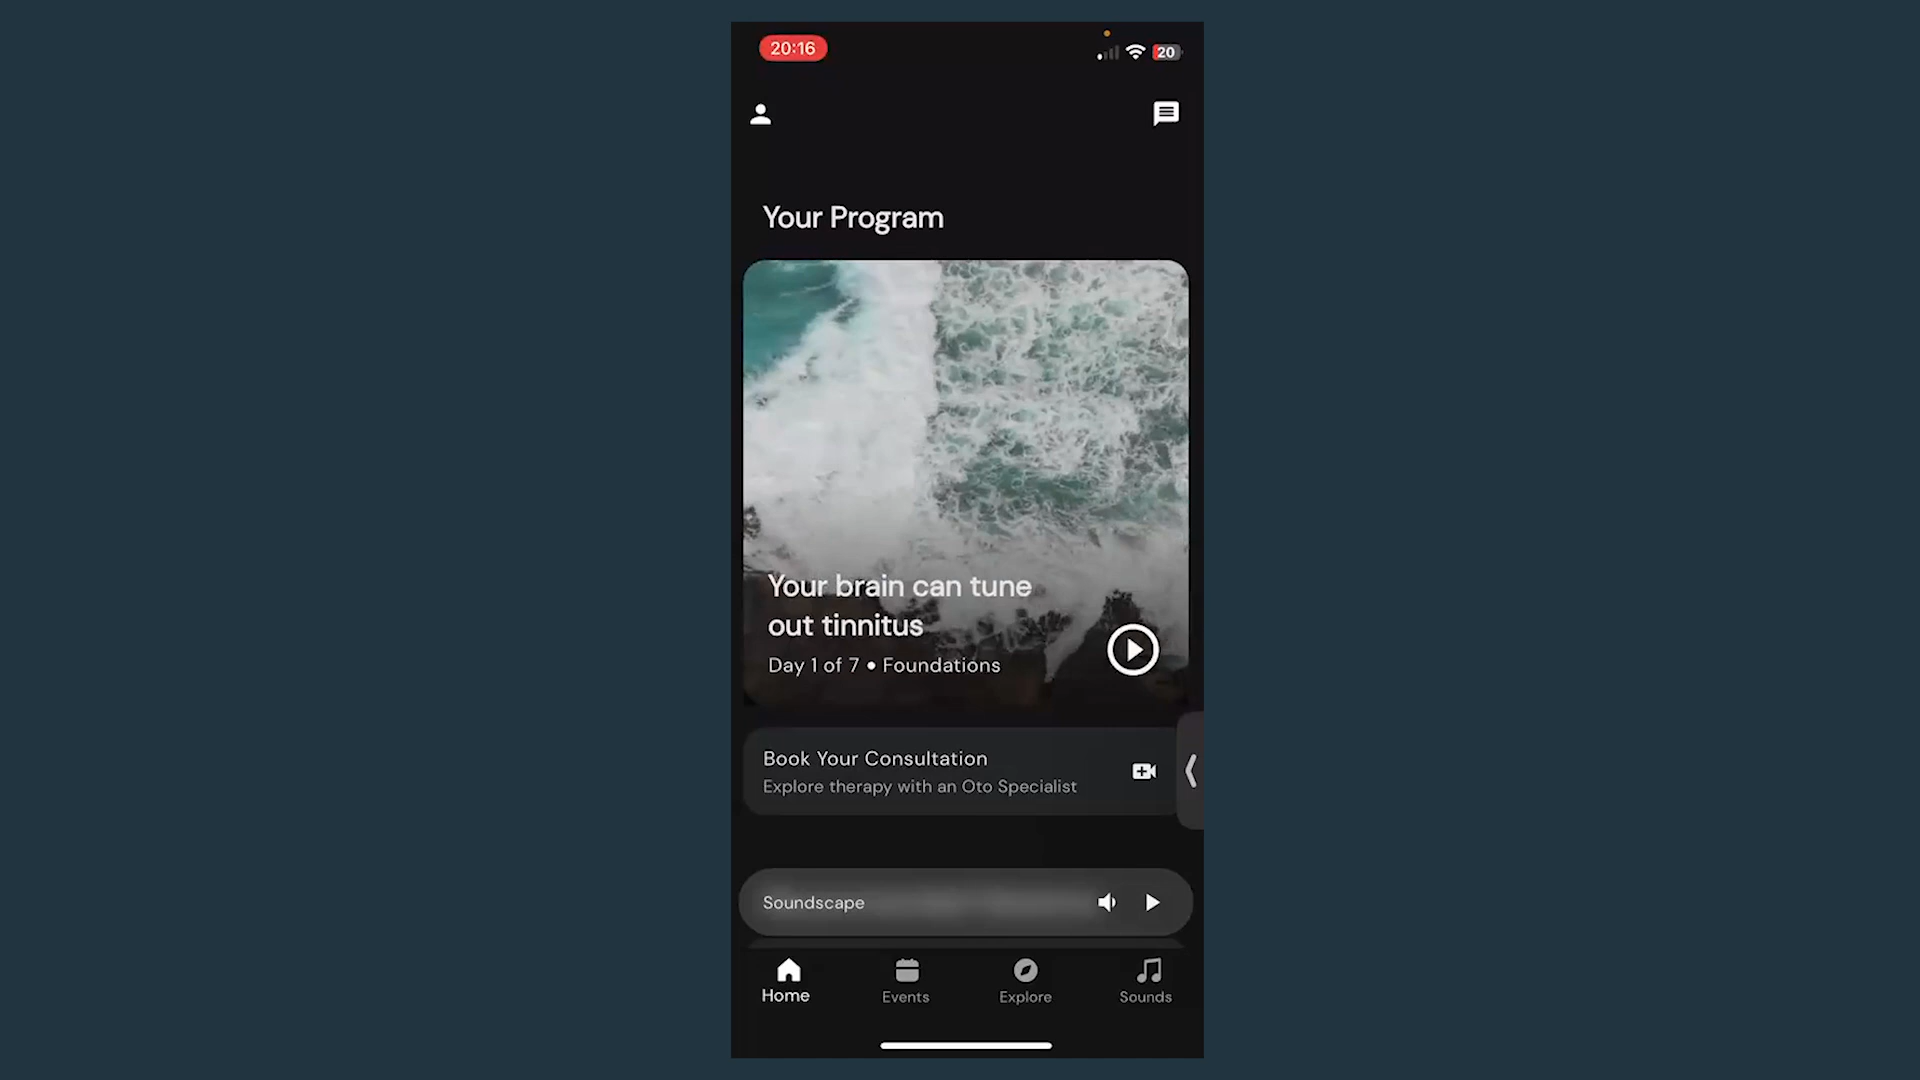 20:16
20
Your Program
Your brain can tune
out tinnitus
Day 1 of 7 • Foundations
Book Your Consultation
Explore therapy with an Oto Specialist
Soundscape
Home
Events
Explore
Sounds